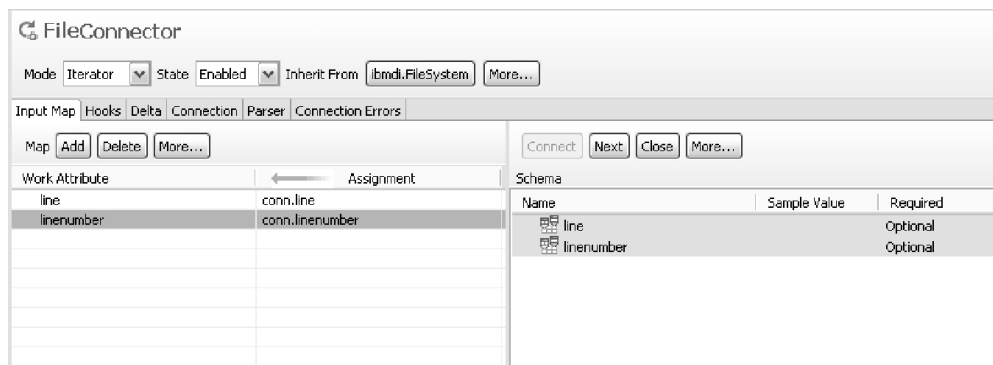 FileConnector
Mode Iterator State Enabled Inherit From ibmdi.FileSystem More...
Input Map Hooks Delta Connection Parser Connection Errors
Map Add Delete More...
Connect Next Close More...
Work Attribute Assignment
Schema
line conn.line
linenumber conn.linenumber
Name Sample Value Required
line Optional
linenumber Optional